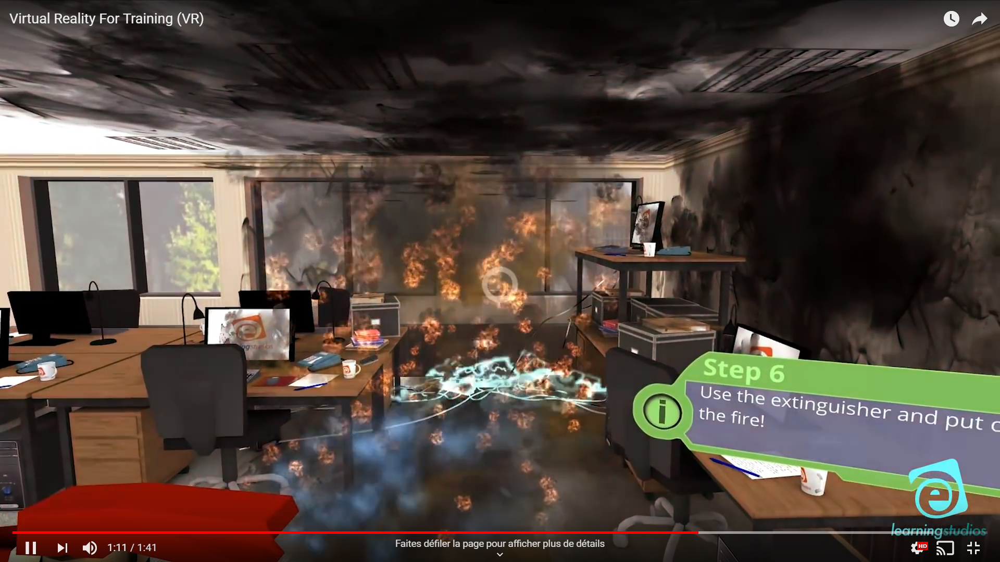 Virtual Reality For Training (VR)
Step 6
Use the extinguisher and put
the fire!
learningstudios
1:11 / 1:41
Faites défiler la page pour afficher plus de détails
HD